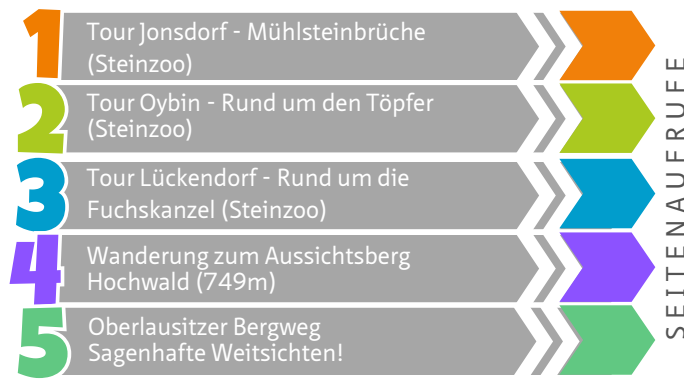 1
Tour Jonsdorf - Mühlsteinbrüche
(Steinzoo)
2
Tour Oybin - Rund um den Töpfer
(Steinzoo)
3
Tour Lückendorf - Rund um die
Fuchskanzel (Steinzoo)
4
Wanderung zum Aussichtsberg
Hochwald (749m)
5
Oberlausitzer Bergweg
Sagenhafte Weitsichten!
SEITENAUFRUFE